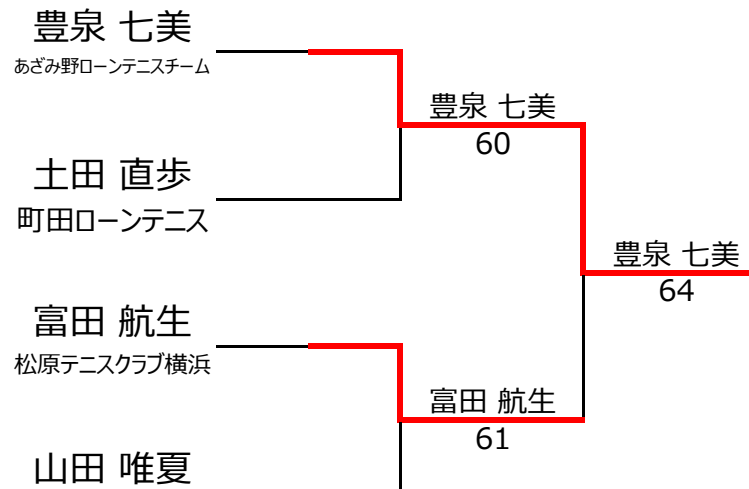 豊泉 七美
あざみ野ローンテニスチーム
豊泉 七美
60
土田 直歩
町田ローンテニス
豊泉 七美
64
富田 航生
松原テニスクラブ横浜
富田 航生
61
山田 唯夏